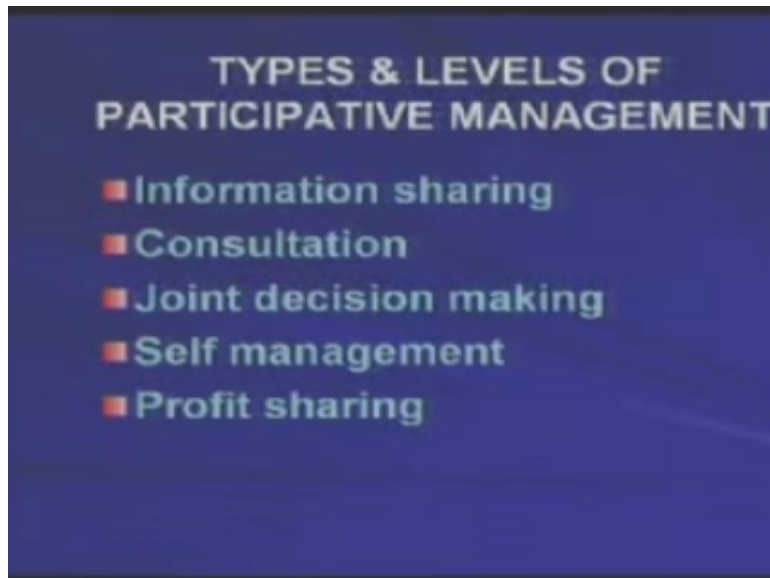 TYPES & LEVELS OF
PARTICIPATIVE MANAGEMENT
Information sharing
Consultation
Joint decision making
Self management
Profit sharing